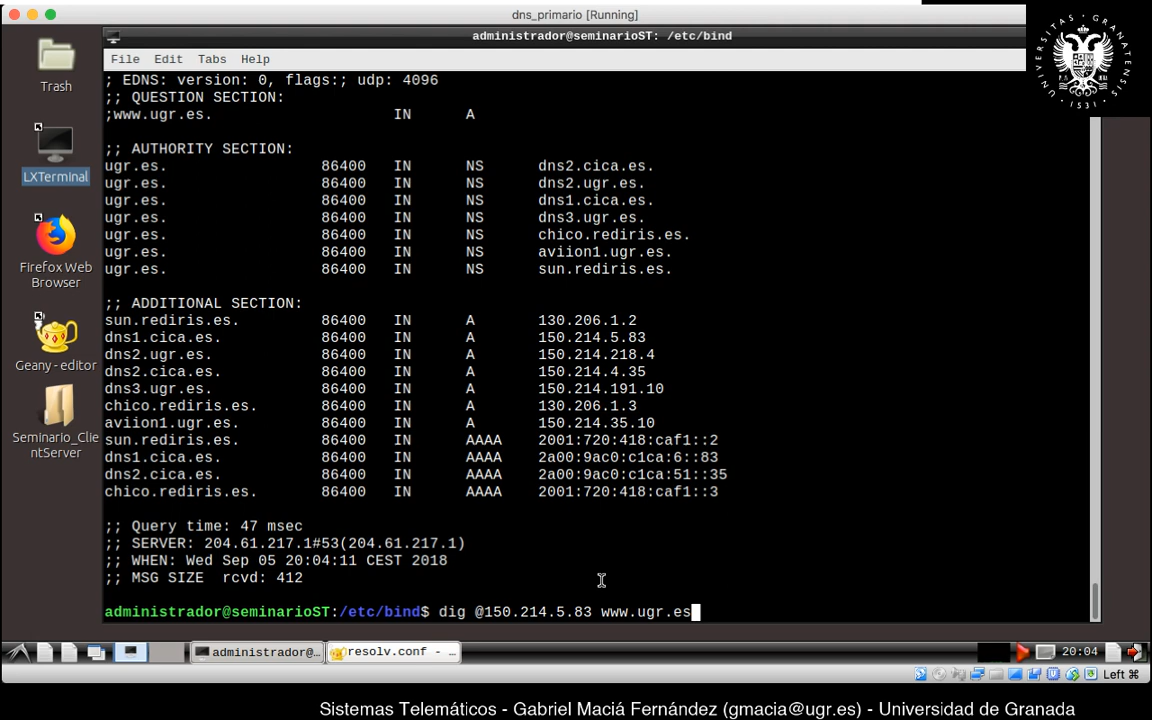 dns_primario [Running]
administrador@seminarioST: /etc/bind
File Edit Tabs Help
; EDNS: version: 0, flags:; udp: 4096
;; QUESTION SECTION:
;www.ugr.es. IN A
;; AUTHORITY SECTION:
ugr.es. 86400 IN NS dns2.cica.es.
ugr.es. 86400 IN NS dns2.ugr.es.
ugr.es. 86400 IN NS dns1.cica.es.
ugr.es. 86400 IN NS dns3.ugr.es.
ugr.es. 86400 IN NS chico.rediris.es.
ugr.es. 86400 IN NS aviion1.ugr.es.
ugr.es. 86400 IN NS sun.rediris.es.
;; ADDITIONAL SECTION:
sun.rediris.es. 86400 IN A 130.206.1.2
dns1.cica.es. 86400 IN A 150.214.5.83
dns2.ugr.es. 86400 IN A 150.214.218.4
dns2.cica.es. 86400 IN A 150.214.4.35
dns3.ugr.es. 86400 IN A 150.214.191.10
chico.rediris.es. 86400 IN A 130.206.1.3
aviion1.ugr.es. 86400 IN A 150.214.35.10
sun.rediris.es. 86400 IN AAAA 2001:720:418:caf1::2
dns1.cica.es. 86400 IN AAAA 2a00:9ac0:c1ca:6::83
dns2.cica.es. 86400 IN AAAA 2a00:9ac0:c1ca:51::35
chico.rediris.es. 86400 IN AAAA 2001:720:418:caf1::3
;; Query time: 47 msec
;; SERVER: 204.61.217.1#53(204.61.217.1)
;; WHEN: Wed Sep 05 20:04:11 CEST 2018
;; MSG SIZE rcvd: 412
administrador@seminarioST:/etc/bind$ dig @150.214.5.83 www.ugr.es
Trash
LXTerminal
Firefox Web
Browser
Geany - editor
Seminario_Clie
ntServer
UNIVERSITAS GRANATENSIS
1531
administrador@...
resolv.conf - ...
20:04
Left ⌘
Sistemas Telemáticos - Gabriel Maciá Fernández (gmacia@ugr.es) - Universidad de Granada